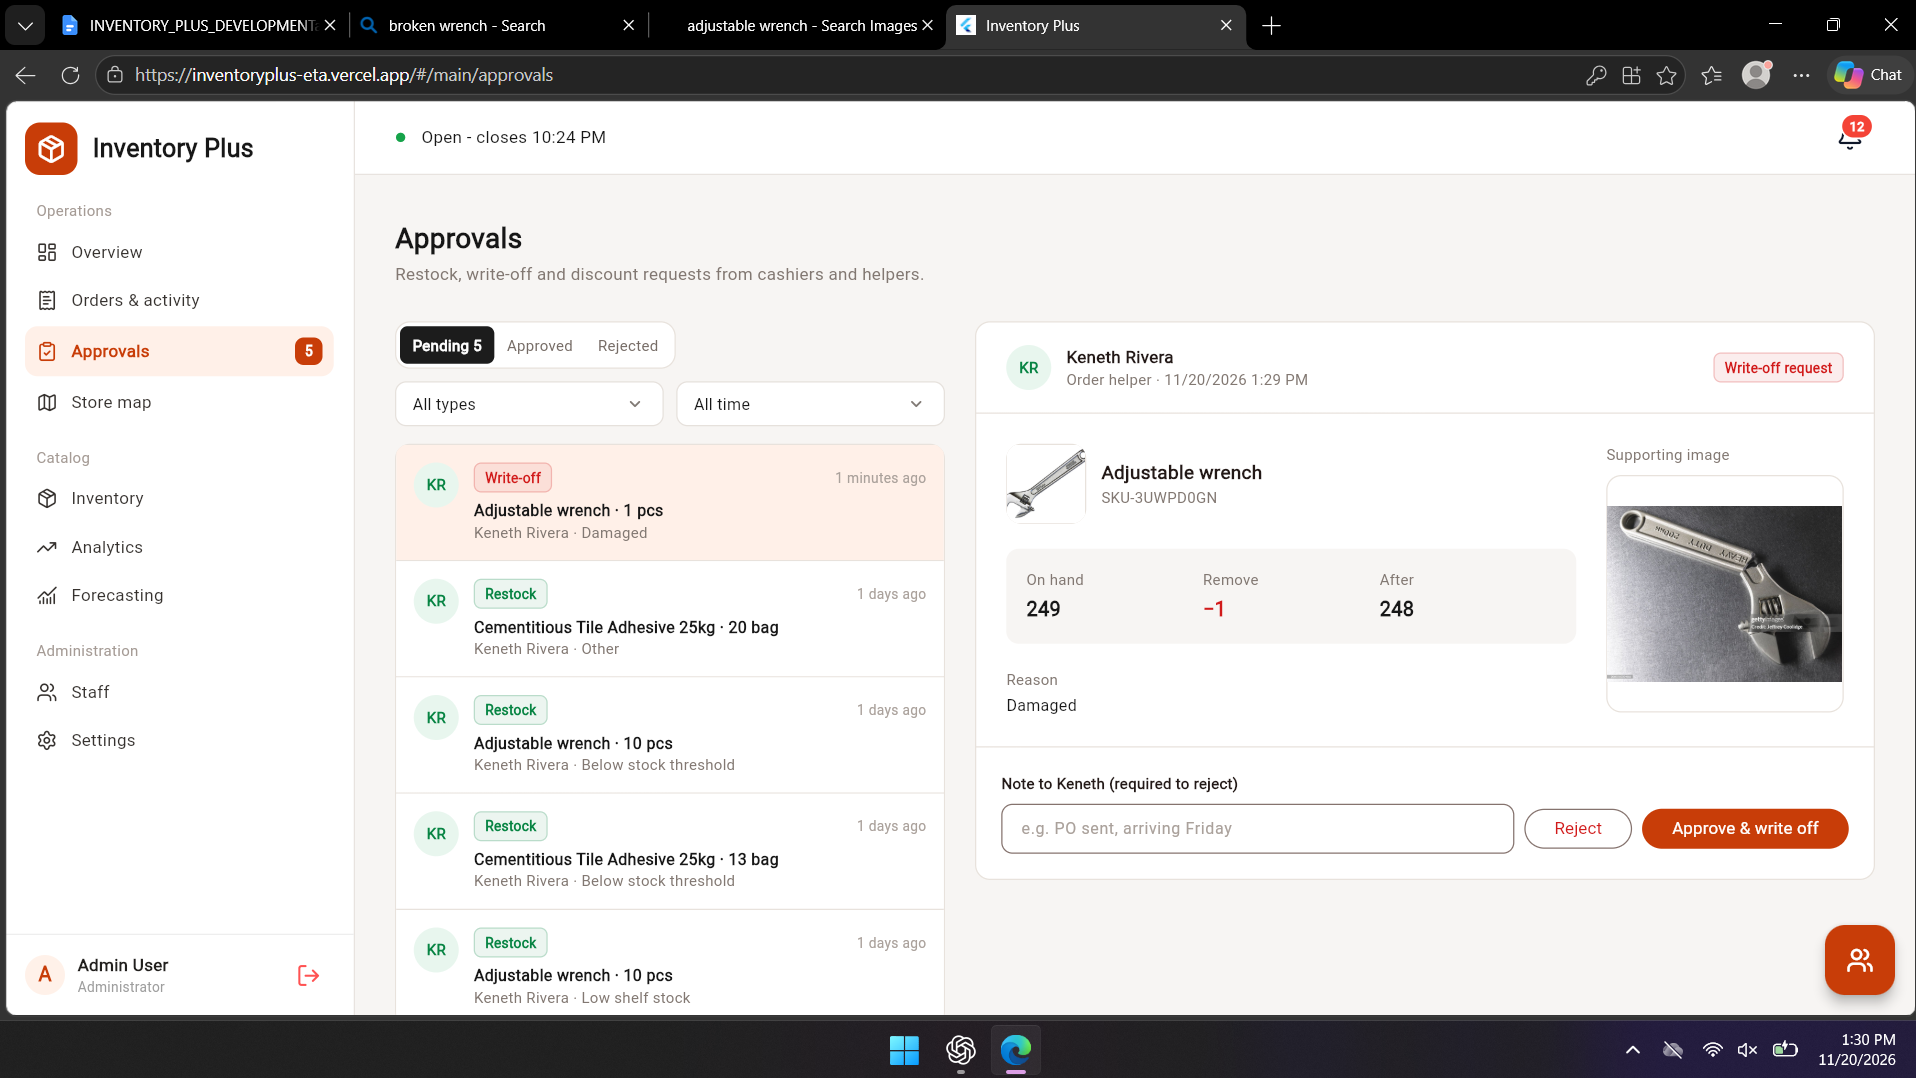 INVENTORY_PLUS_DEVELOPMENT
broken wrench - Search
adjustable wrench - Search Images
Inventory Plus
https://inventoryplus-eta.vercel.app/#/main/approvals
Chat
Inventory Plus
Open - closes 10:24 PM
12
Operations
Overview
Orders & activity
Approvals
5
Store map
Catalog
Inventory
Analytics
Forecasting
Administration
Staff
Settings
A
Admin User
Administrator
Approvals
Restock, write-off and discount requests from cashiers and helpers.
Pending 5
Approved
Rejected
All types
All time
KR
Write-off
1 minutes ago
Adjustable wrench · 1 pcs
Keneth Rivera · Damaged
KR
Restock
1 days ago
Cementitious Tile Adhesive 25kg · 20 bag
Keneth Rivera · Other
KR
Restock
1 days ago
Adjustable wrench · 10 pcs
Keneth Rivera · Below stock threshold
KR
Restock
1 days ago
Cementitious Tile Adhesive 25kg · 13 bag
Keneth Rivera · Below stock threshold
KR
Restock
1 days ago
Adjustable wrench · 10 pcs
Keneth Rivera · Low shelf stock
KR
Keneth Rivera
Order helper · 11/20/2026 1:29 PM
Write-off request
Adjustable wrench
SKU-3UWPD0GN
On hand
249
Remove
−1
After
248
Reason
Damaged
Supporting image
200mm HEAVY DUTY
gettyimages
Credit: Jeffrey Coolidge
Note to Keneth (required to reject)
e.g. PO sent, arriving Friday
Reject
Approve & write off
1:30 PM
11/20/2026